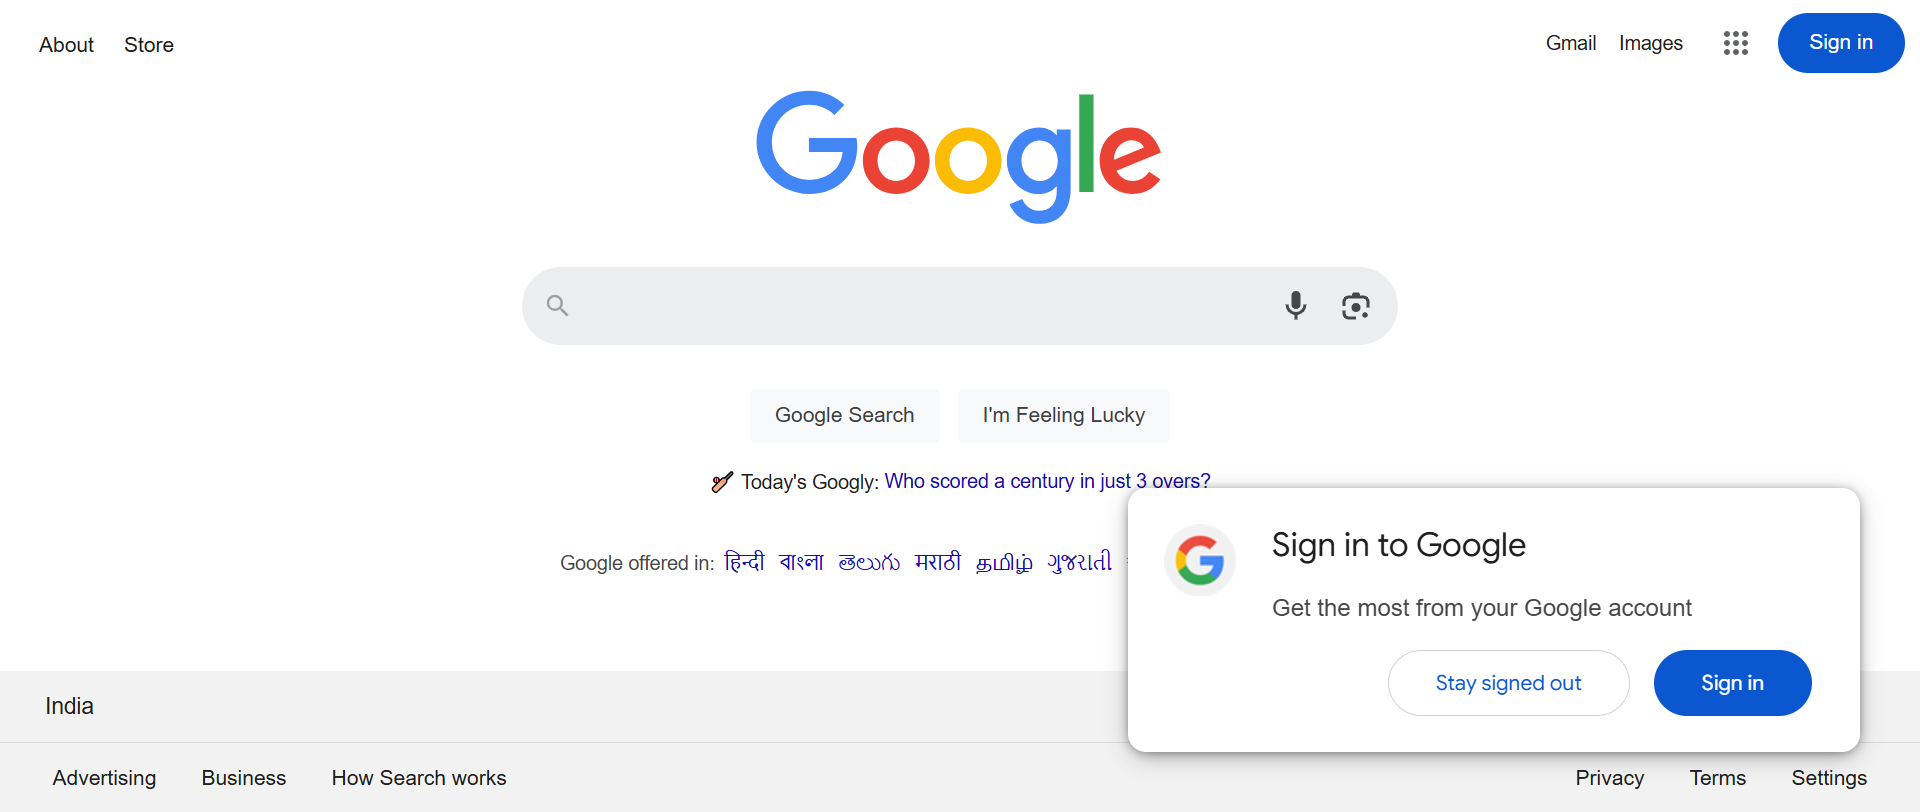 About Store
Gmail Images Sign in
Google
Google Search I'm Feeling Lucky
Today's Googly: Who scored a century in just 3 overs?
Google offered in: हिन्दी বাংলা తెలుగు मराठी தமிழ் ગુજરાતી
Sign in to Google
Get the most from your Google account
Stay signed out Sign in
India
Advertising Business How Search works
Privacy Terms Settings